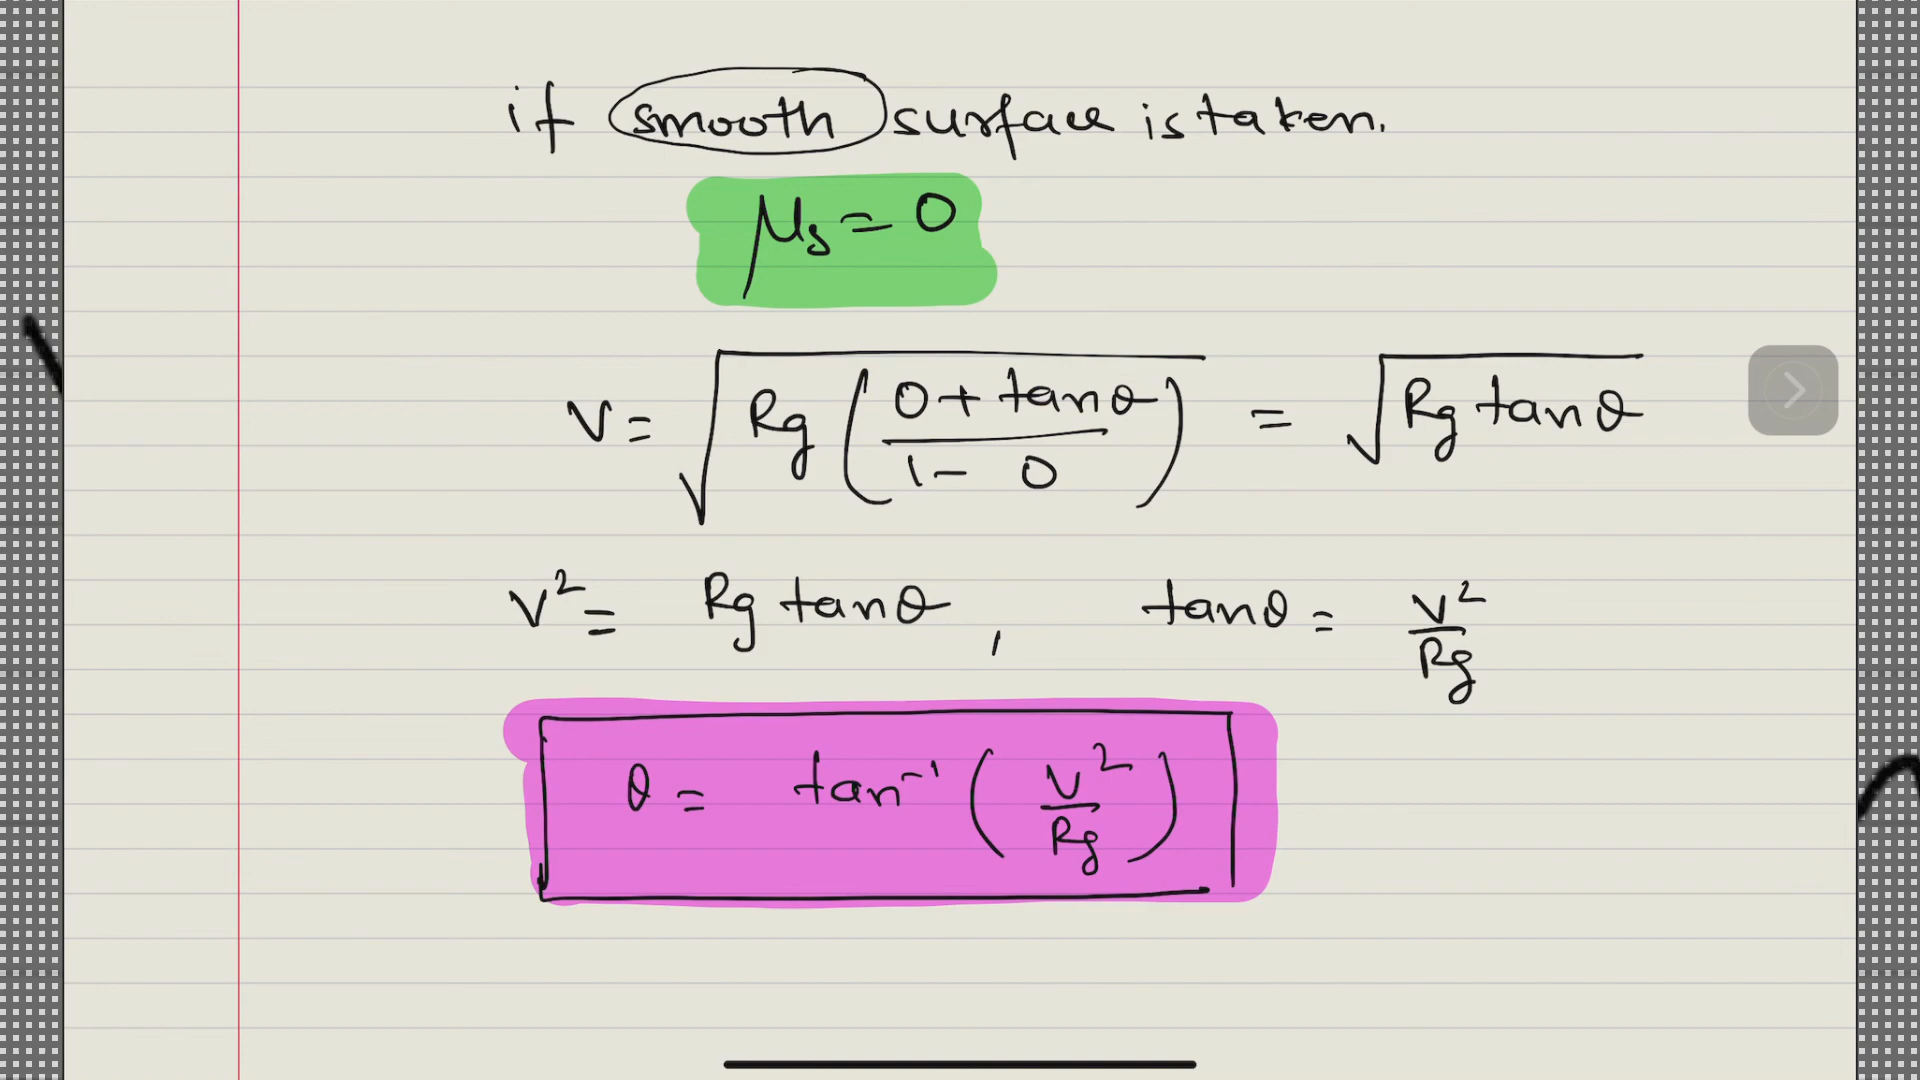 if smooth surface is taken.
μs = 0
V = √(Rg ((0 + tanθ) / (1 - 0))) = √(Rg tanθ)
V² = Rg tanθ , tanθ = V²/Rg
θ = tan⁻¹ (V²/Rg)